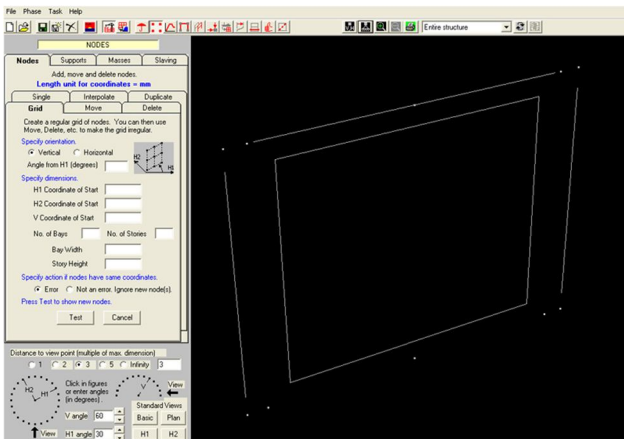 File Phase Task Help
Entire structure
NODES
Nodes Supports Masses Slaving
Add, move and delete nodes.
Length unit for coordinates = mm
Single Interpolate Duplicate
Grid Move Delete
Create a regular grid of nodes. You can then use
Move, Delete, etc. to make the grid irregular.
Specify orientation.
Vertical Horizontal
H2
Angle from H1 (degrees) H1
Specify dimensions.
H1 Coordinate of Start
H2 Coordinate of Start
V Coordinate of Start
No. of Bays No. of Stories
Bay Width
Story Height
Specify action if nodes have same coordinates.
Error Not an error. Ignore new node(s).
Press Test to show new nodes.
Test Cancel
Distance to view point (multiple of max. dimension)
1 2 3 5 Infinity 3
H2 H1 Click in figures V View
or enter angles
(in degrees).
Standard Views
V angle 60 Basic Plan
View H1 angle 30 H1 H2